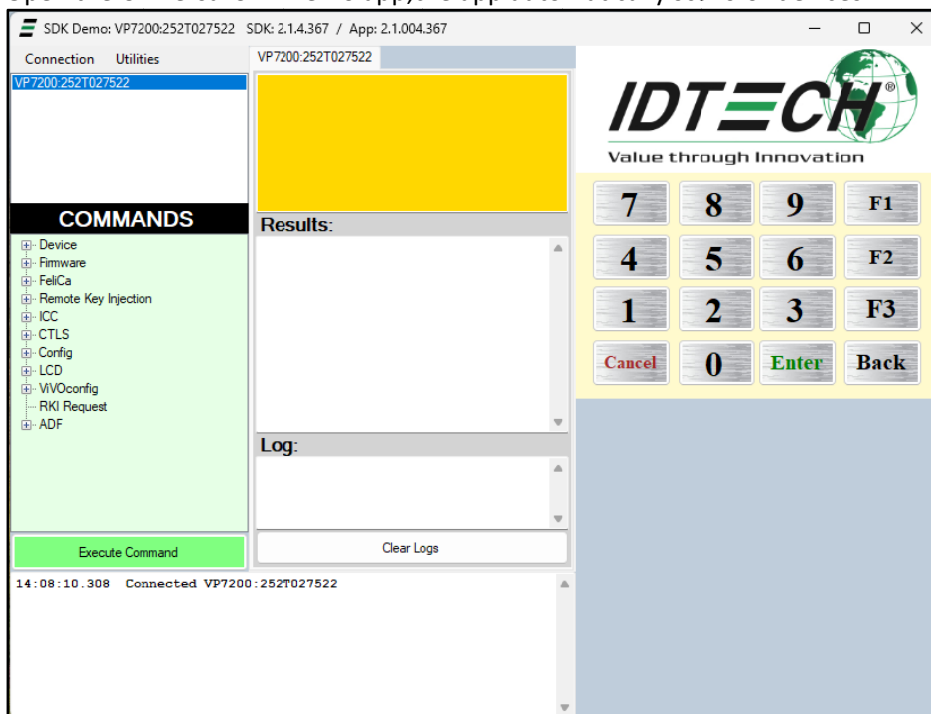 SDK Demo: VP7200:252T027522 SDK: 2.1.4.367 / App: 2.1.004.367
Connection Utilities
VP7200:252T027522
VP7200:252T027522
IDTECH®
Value through Innovation
COMMANDS
Device
Firmware
FeliCa
Remote Key Injection
ICC
CTLS
Config
LCD
ViVOconfig
RKI Request
ADF
Execute Command
Results:
Log:
Clear Logs
7 8 9 F1
4 5 6 F2
1 2 3 F3
Cancel 0 Enter Back
14:08:10.308 Connected VP7200:252T027522